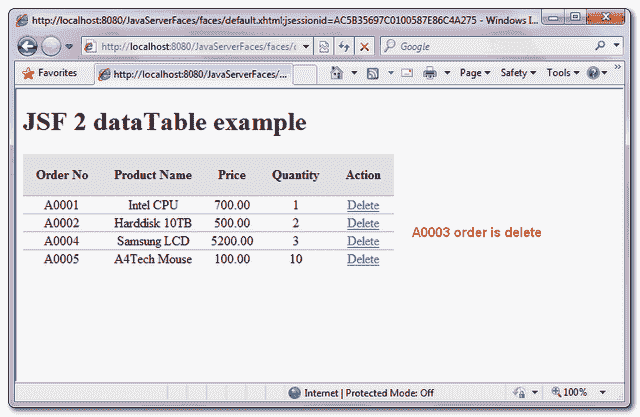 http://localhost:8080/JavaServerFaces/faces/default.xhtml;jsessionid=AC5B35697C0100587E86C4A275 - Windows I...
http://localhost:8080/JavaServerFaces/faces/
Google
Favorites
http://localhost:8080/JavaServerFaces/...
Page
Safety
Tools
JSF 2 dataTable example
Order No Product Name Price Quantity Action
A0001 Intel CPU 700.00 1 Delete
A0002 Harddisk 10TB 500.00 2 Delete
A0004 Samsung LCD 5200.00 3 Delete
A0005 A4Tech Mouse 100.00 10 Delete
A0003 order is delete
Internet | Protected Mode: Off
100%